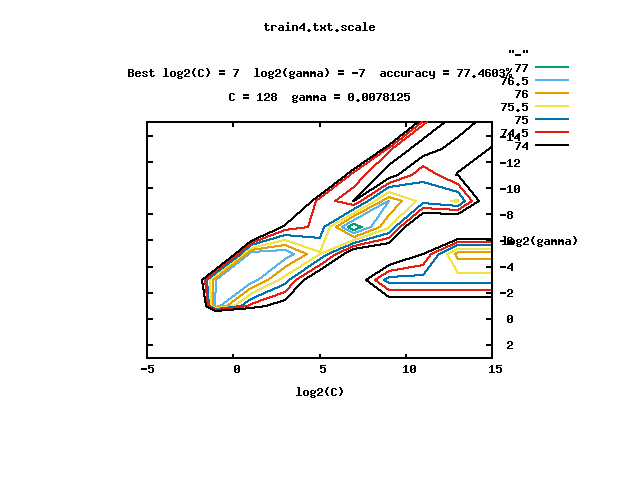 train4.txt.scale
"-"
Best log2(C) = 7  log2(gamma) = -7  accuracy = 77.4603%
C = 128  gamma = 0.0078125
77
76.5
76
75.5
75
74.5
74
-14
-12
-10
-8
-6
log2(gamma)
-4
-2
0
2
-5 0 5 10 15
log2(C)